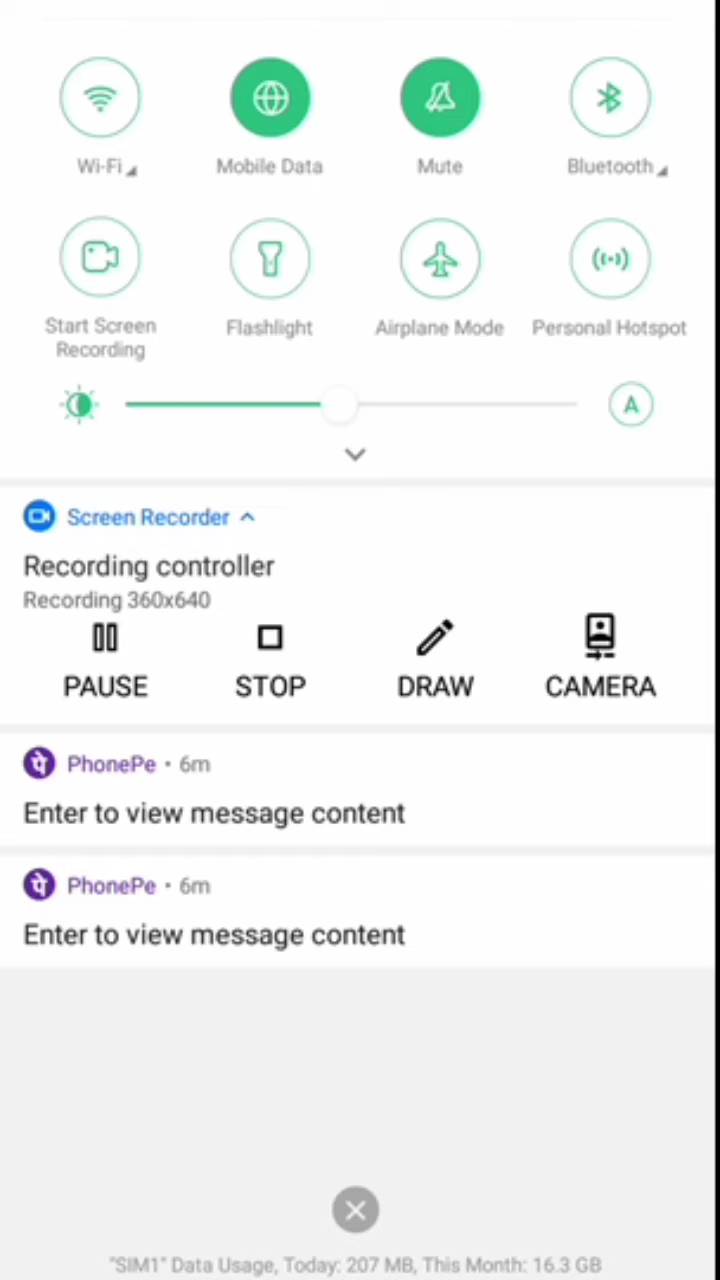 Wi-Fi
Mobile Data
Mute
Bluetooth
Start Screen
Recording
Flashlight
Airplane Mode
Personal Hotspot
A
Screen Recorder
Recording controller
Recording 360x640
PAUSE
STOP
DRAW
CAMERA
पे PhonePe • 6m
Enter to view message content
पे PhonePe • 6m
Enter to view message content
"SIM1" Data Usage, Today: 207 MB, This Month: 16.3 GB